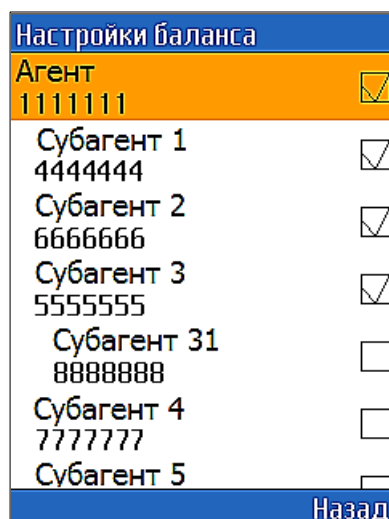 Настройки баланса
Агент
1111111
Субагент 1
4444444
Субагент 2
6666666
Субагент 3
5555555
Субагент 31
8888888
Субагент 4
7777777
Субагент 5
Назад